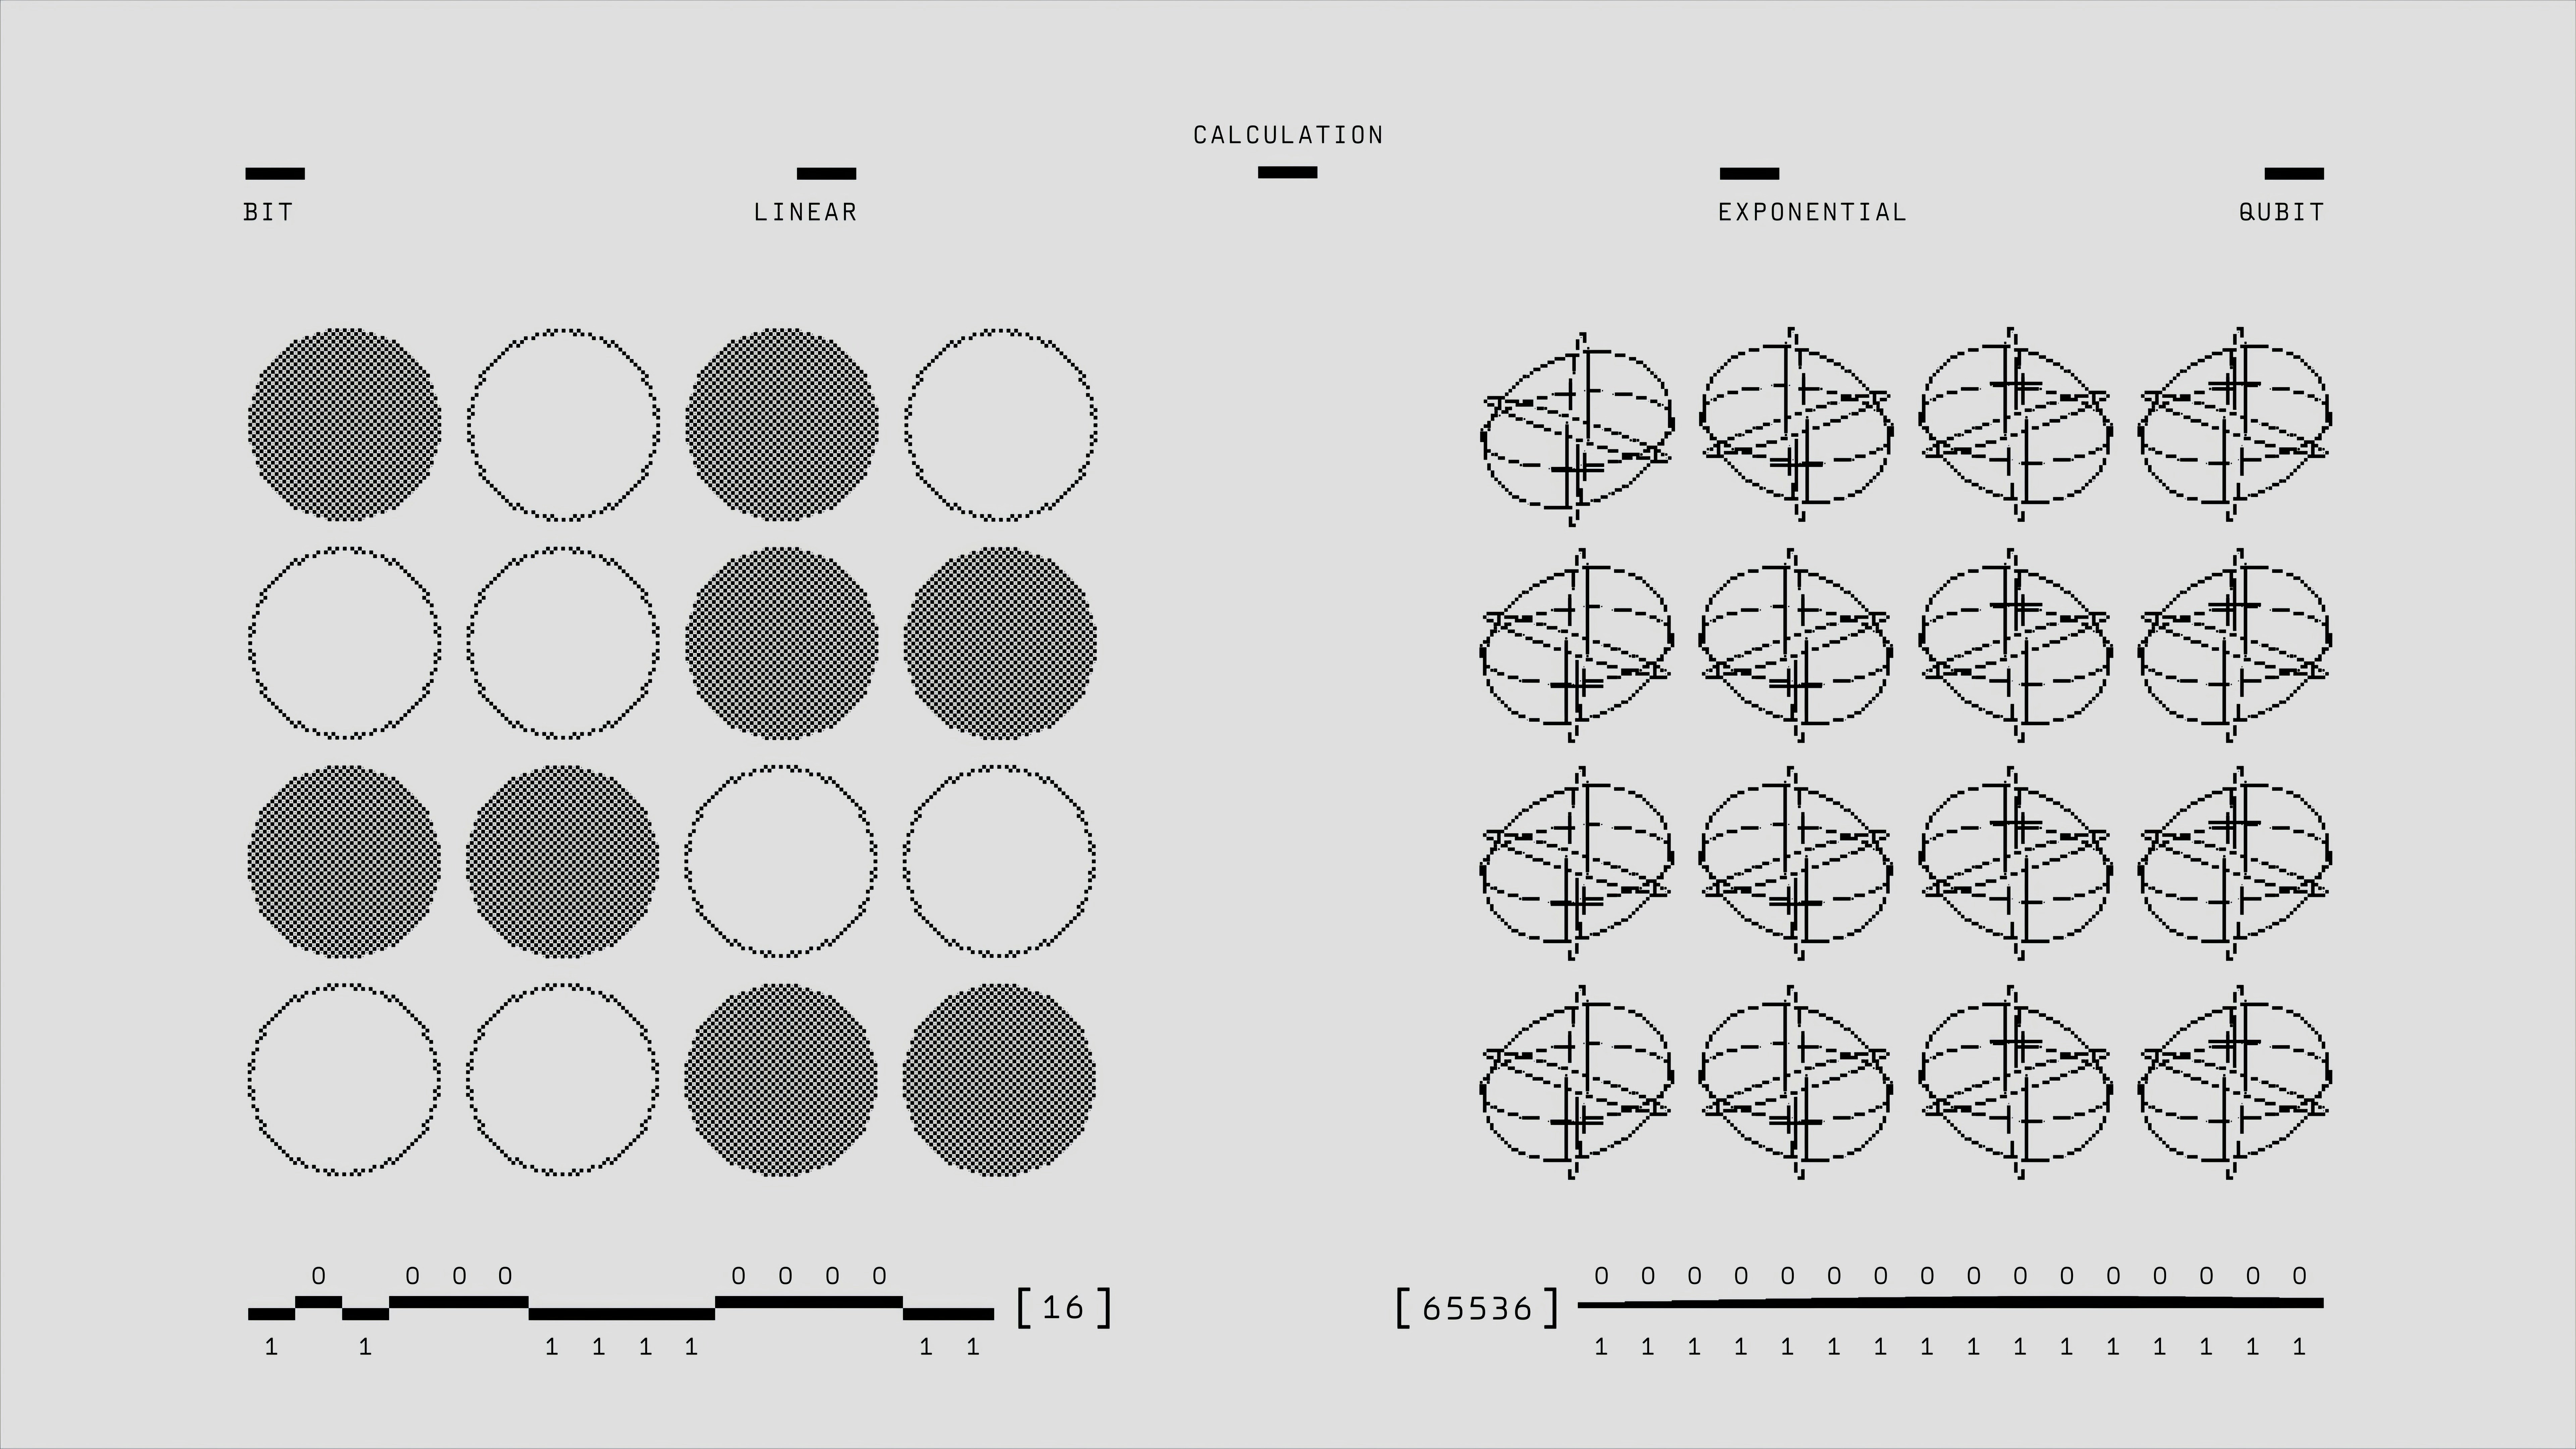 CALCULATION
BIT LINEAR EXPONENTIAL QUBIT
0 0 0 0 0 0 0 0
[16]
1 1 1 1 1 1 1 1
0 0 0 0 0 0 0 0 0 0 0 0 0 0 0 0
[65536]
1 1 1 1 1 1 1 1 1 1 1 1 1 1 1 1